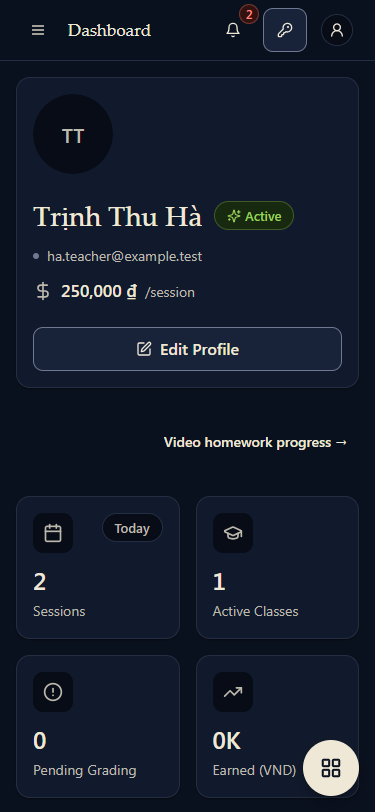 Dashboard
2
TT
Trịnh Thu Hà
Active
ha.teacher@example.test
250,000 ₫ /session
Edit Profile
Video homework progress →
Today
2
Sessions
1
Active Classes
0
Pending Grading
0K
Earned (VND)